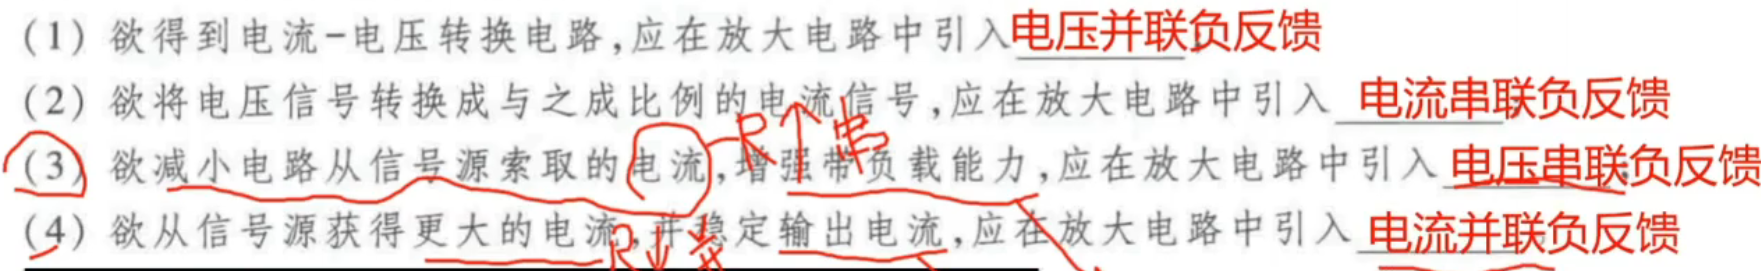 (1) 欲得到电流-电压转换电路,应在放大电路中引入电压并联负反馈
(2) 欲将电压信号转换成与之成比例的电流信号,应在放大电路中引入 电流串联负反馈
R↑ 串
(3) 欲减小电路从信号源索取的电流,增强带负载能力,应在放大电路中引入 电压串联负反馈
(4) 欲从信号源获得更大的电流,并稳定输出电流,应在放大电路中引入 电流并联负反馈
R↓ 并